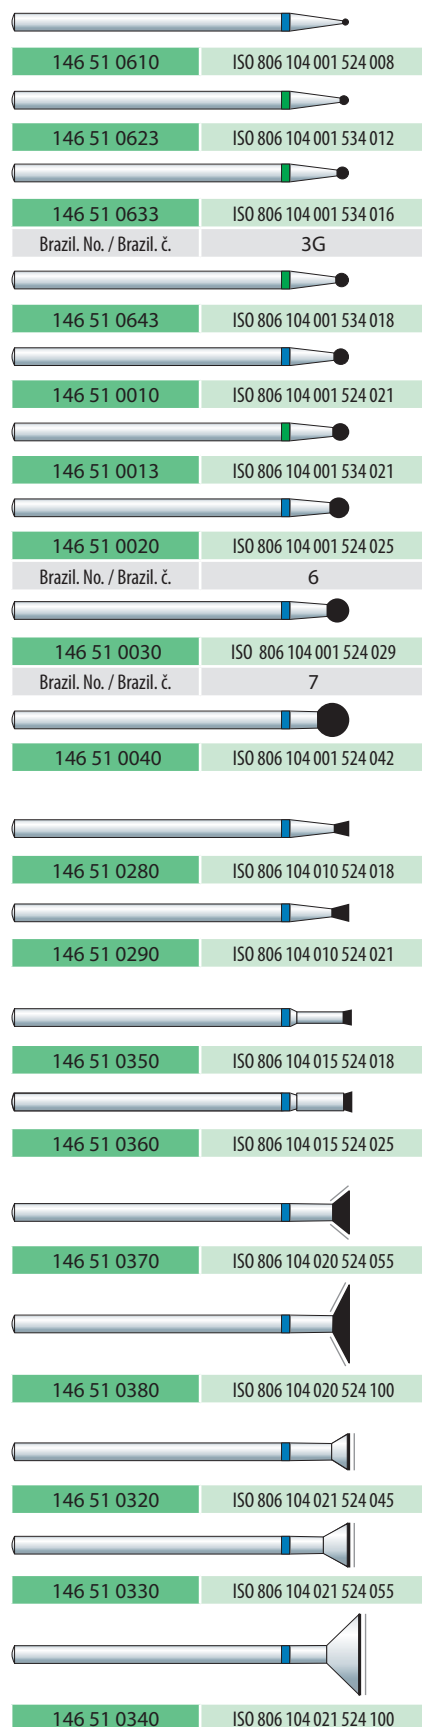 146 51 0610 ISO 806 104 001 524 008
146 51 0623 ISO 806 104 001 534 012
146 51 0633 ISO 806 104 001 534 016
Brazil. No. / Brazil. č. 3G
146 51 0643 ISO 806 104 001 534 018
146 51 0010 ISO 806 104 001 524 021
146 51 0013 ISO 806 104 001 534 021
146 51 0020 ISO 806 104 001 524 025
Brazil. No. / Brazil. č. 6
146 51 0030 ISO 806 104 001 524 029
Brazil. No. / Brazil. č. 7
146 51 0040 ISO 806 104 001 524 042
146 51 0280 ISO 806 104 010 524 018
146 51 0290 ISO 806 104 010 524 021
146 51 0350 ISO 806 104 015 524 018
146 51 0360 ISO 806 104 015 524 025
146 51 0370 ISO 806 104 020 524 055
146 51 0380 ISO 806 104 020 524 100
146 51 0320 ISO 806 104 021 524 045
146 51 0330 ISO 806 104 021 524 055
146 51 0340 ISO 806 104 021 524 100